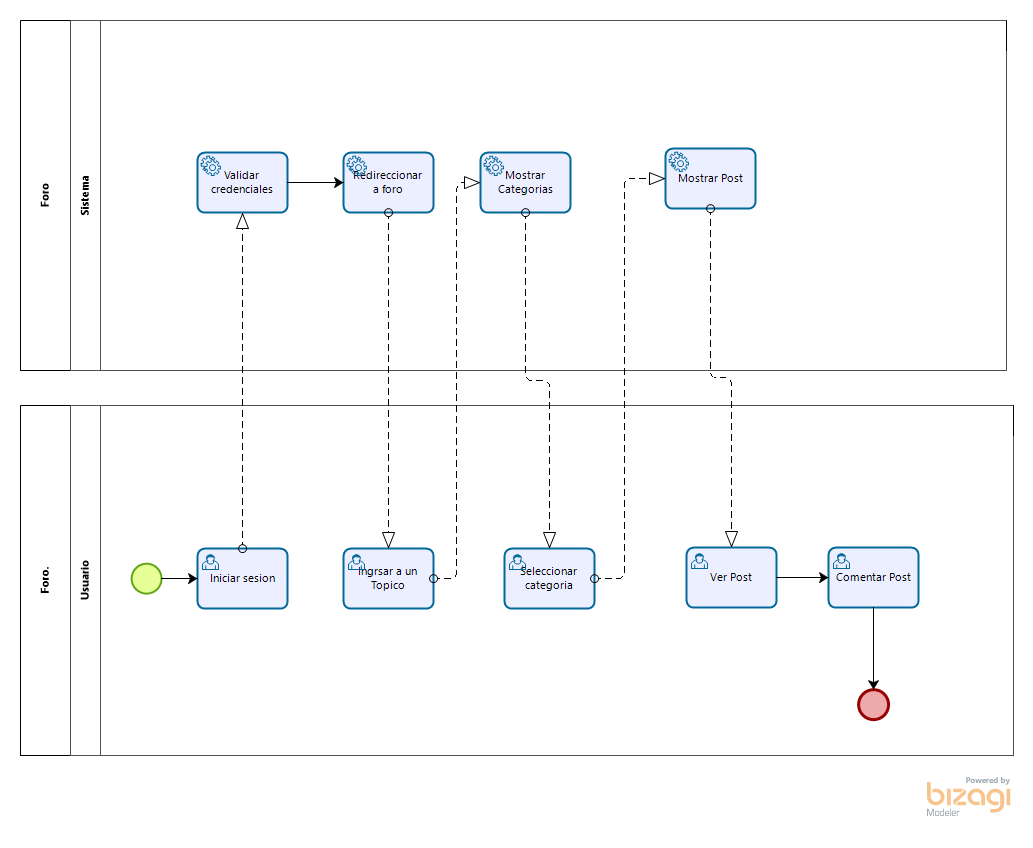 Foro
Sistema
Validar
credenciales
Redireccionar
a foro
Mostrar
Categorias
Mostrar Post
Foro.
Usuario
Iniciar sesion
Ingrsar a un
Topico
Seleccionar
categoria
Ver Post
Comentar Post
Powered by
bizagi
Modeler